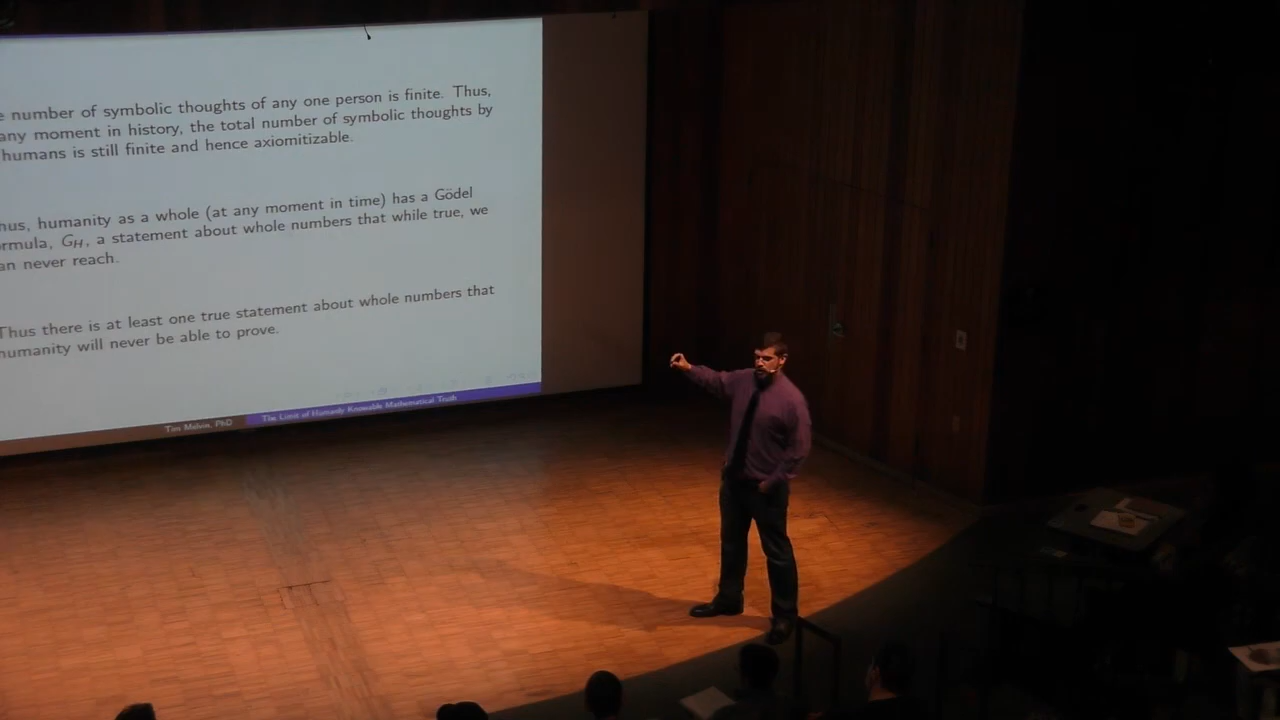 e number of symbolic thoughts of any one person is finite. Thus,
any moment in history, the total number of symbolic thoughts by
humans is still finite and hence axiomitizable.
hus, humanity as a whole (at any moment in time) has a Gödel
ormula, G_H, a statement about whole numbers that while true, we
an never reach.
Thus there is at least one true statement about whole numbers that
humanity will never be able to prove.
Tim Melvin, PhD The Limit of Humanly Knowable Mathematical Truth